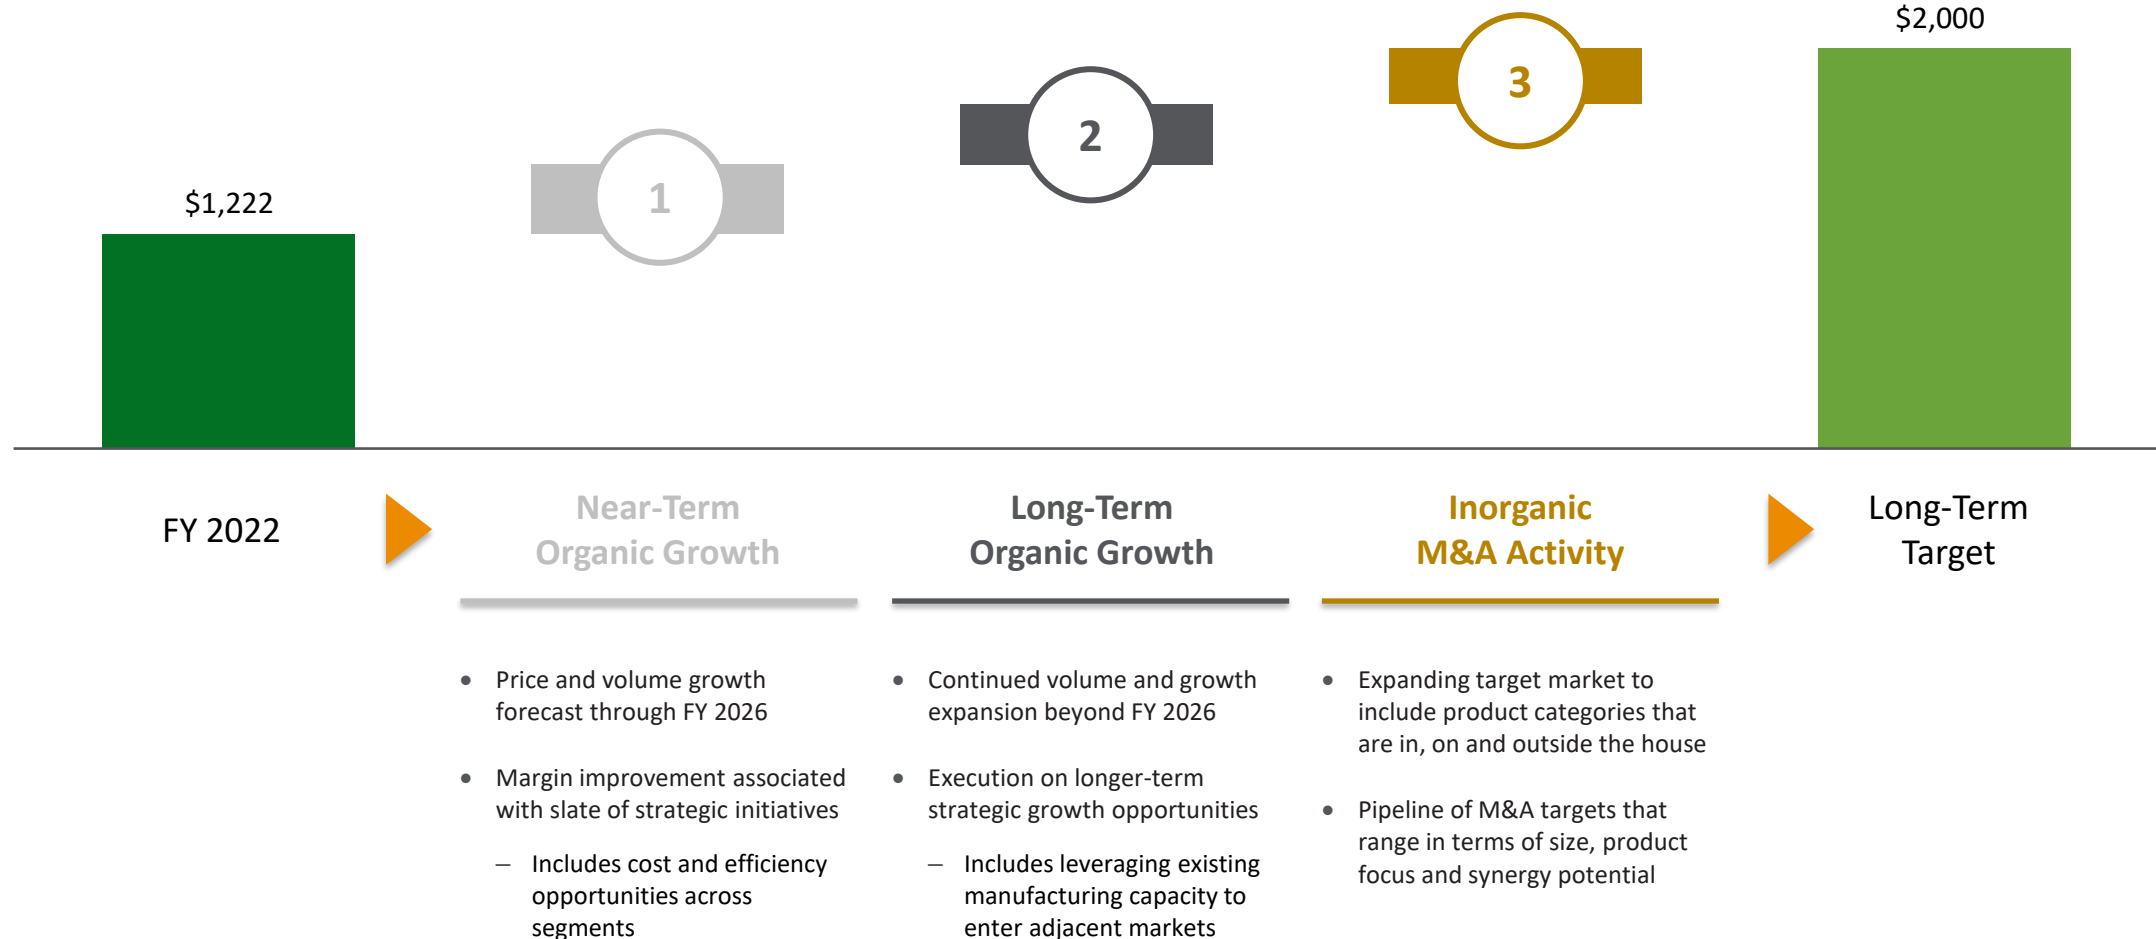 $1,222
1
2
3
$2,000
FY 2022
Near-Term
Organic Growth
Long-Term
Organic Growth
Inorganic
M&A Activity
Long-Term
Target
• Price and volume growth
forecast through FY 2026
• Margin improvement associated
with slate of strategic initiatives
– Includes cost and efficiency
opportunities across
segments
• Continued volume and growth
expansion beyond FY 2026
• Execution on longer-term
strategic growth opportunities
– Includes leveraging existing
manufacturing capacity to
enter adjacent markets
• Expanding target market to
include product categories that
are in, on and outside the house
• Pipeline of M&A targets that
range in terms of size, product
focus and synergy potential